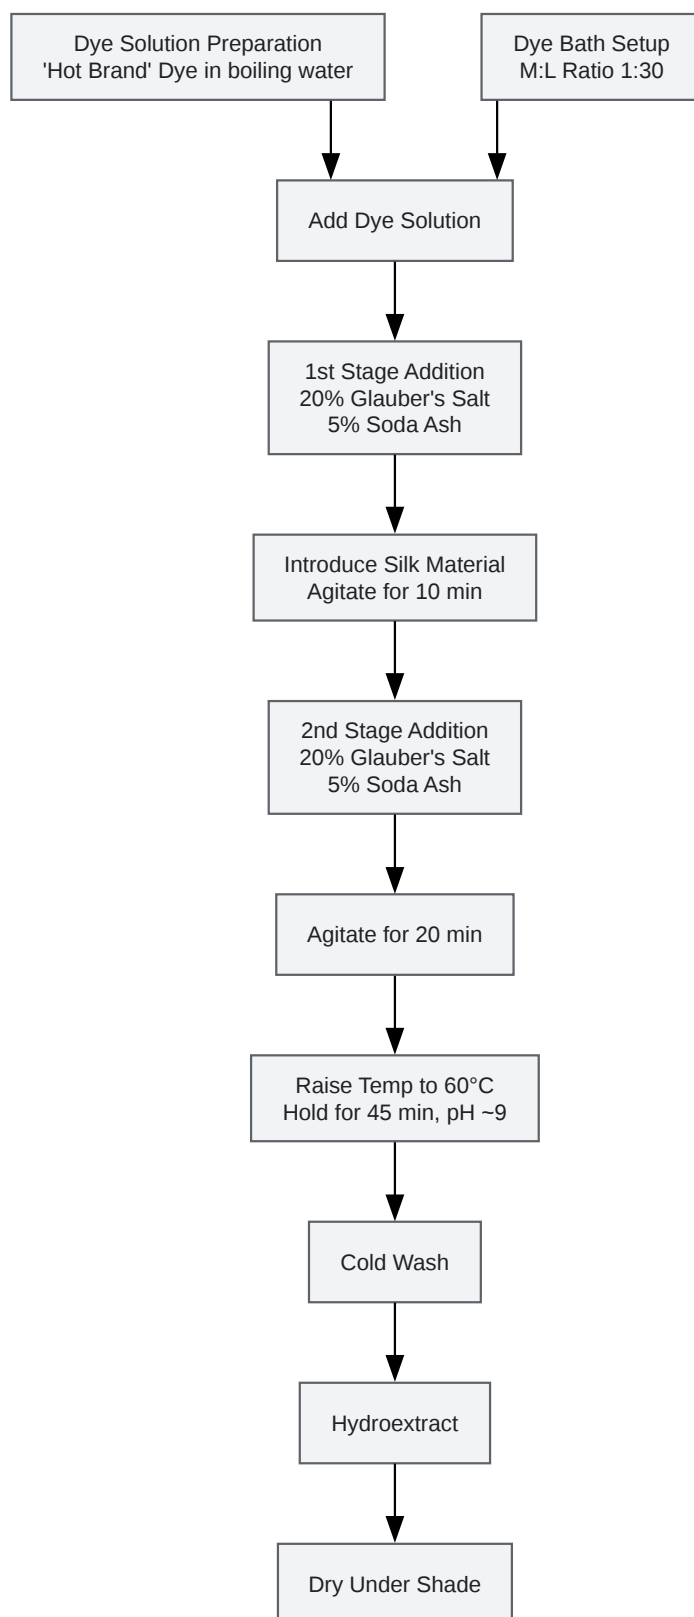 Dye Solution Preparation
'Hot Brand' Dye in boiling water
Dye Bath Setup
M:L Ratio 1:30
Add Dye Solution
1st Stage Addition
20% Glauber's Salt
5% Soda Ash
Introduce Silk Material
Agitate for 10 min
2nd Stage Addition
20% Glauber's Salt
5% Soda Ash
Agitate for 20 min
Raise Temp to 60°C
Hold for 45 min, pH ~9
Cold Wash
Hydroextract
Dry Under Shade